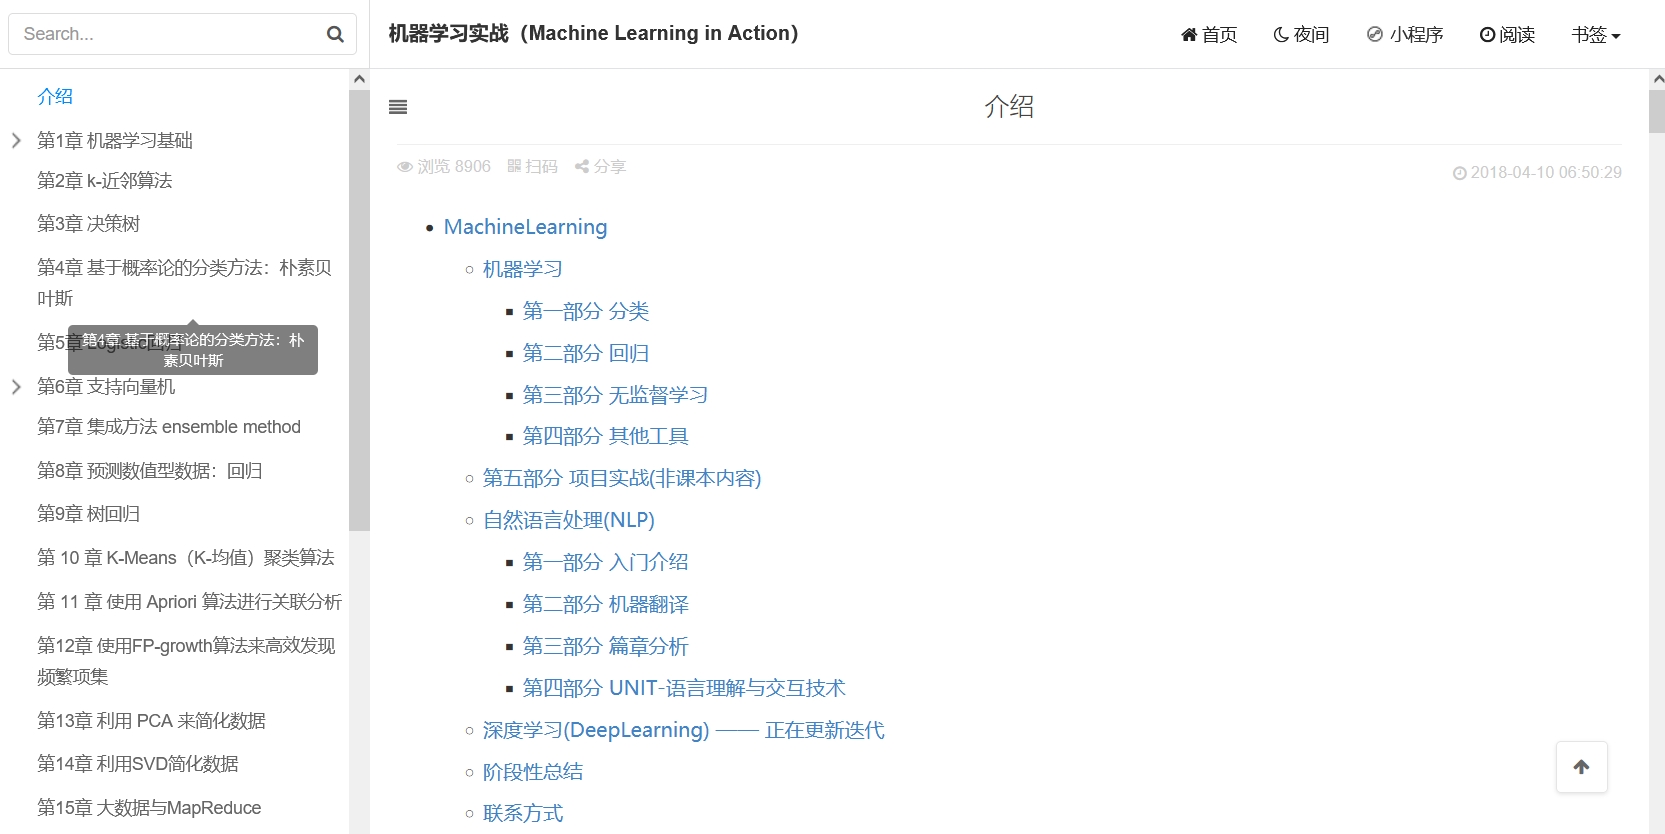 Search...
机器学习实战（Machine Learning in Action）
首页 夜间 小程序 阅读 书签
介绍
第1章 机器学习基础
第2章 k-近邻算法
第3章 决策树
第4章 基于概率论的分类方法：朴素贝
叶斯
第5章 Logistic回归
第4章 基于概率论的分类方法：朴
素贝叶斯
第6章 支持向量机
第7章 集成方法 ensemble method
第8章 预测数值型数据：回归
第9章 树回归
第 10 章 K-Means（K-均值）聚类算法
第 11 章 使用 Apriori 算法进行关联分析
第12章 使用FP-growth算法来高效发现
频繁项集
第13章 利用 PCA 来简化数据
第14章 利用SVD简化数据
第15章 大数据与MapReduce
介绍
浏览 8906 扫码 分享 2018-04-10 06:50:29
MachineLearning
机器学习
第一部分 分类
第二部分 回归
第三部分 无监督学习
第四部分 其他工具
第五部分 项目实战(非课本内容)
自然语言处理(NLP)
第一部分 入门介绍
第二部分 机器翻译
第三部分 篇章分析
第四部分 UNIT-语言理解与交互技术
深度学习(DeepLearning) —— 正在更新迭代
阶段性总结
联系方式